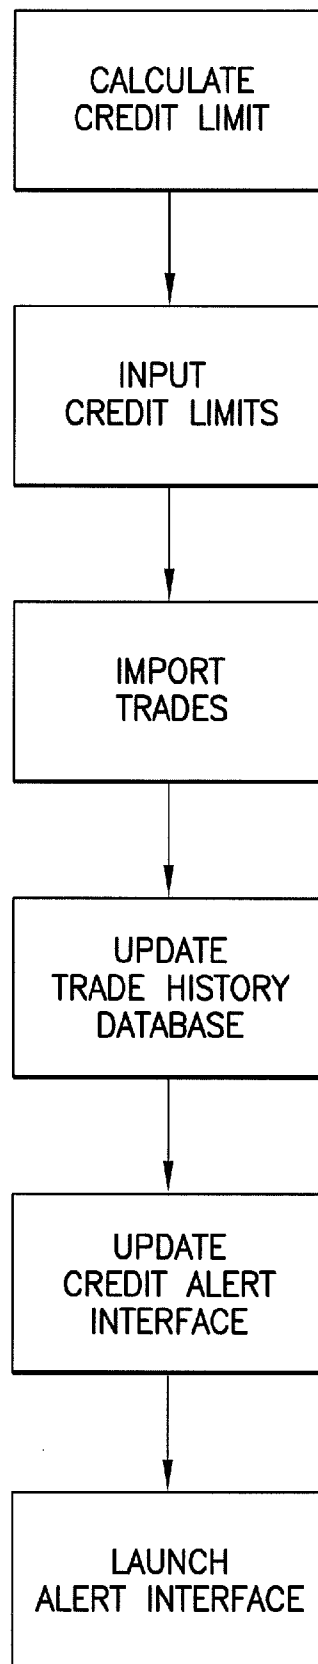 CALCULATE
CREDIT LIMIT
INPUT
CREDIT LIMITS
IMPORT
TRADES
UPDATE
TRADE HISTORY
DATABASE
UPDATE
CREDIT ALERT
INTERFACE
LAUNCH
ALERT INTERFACE